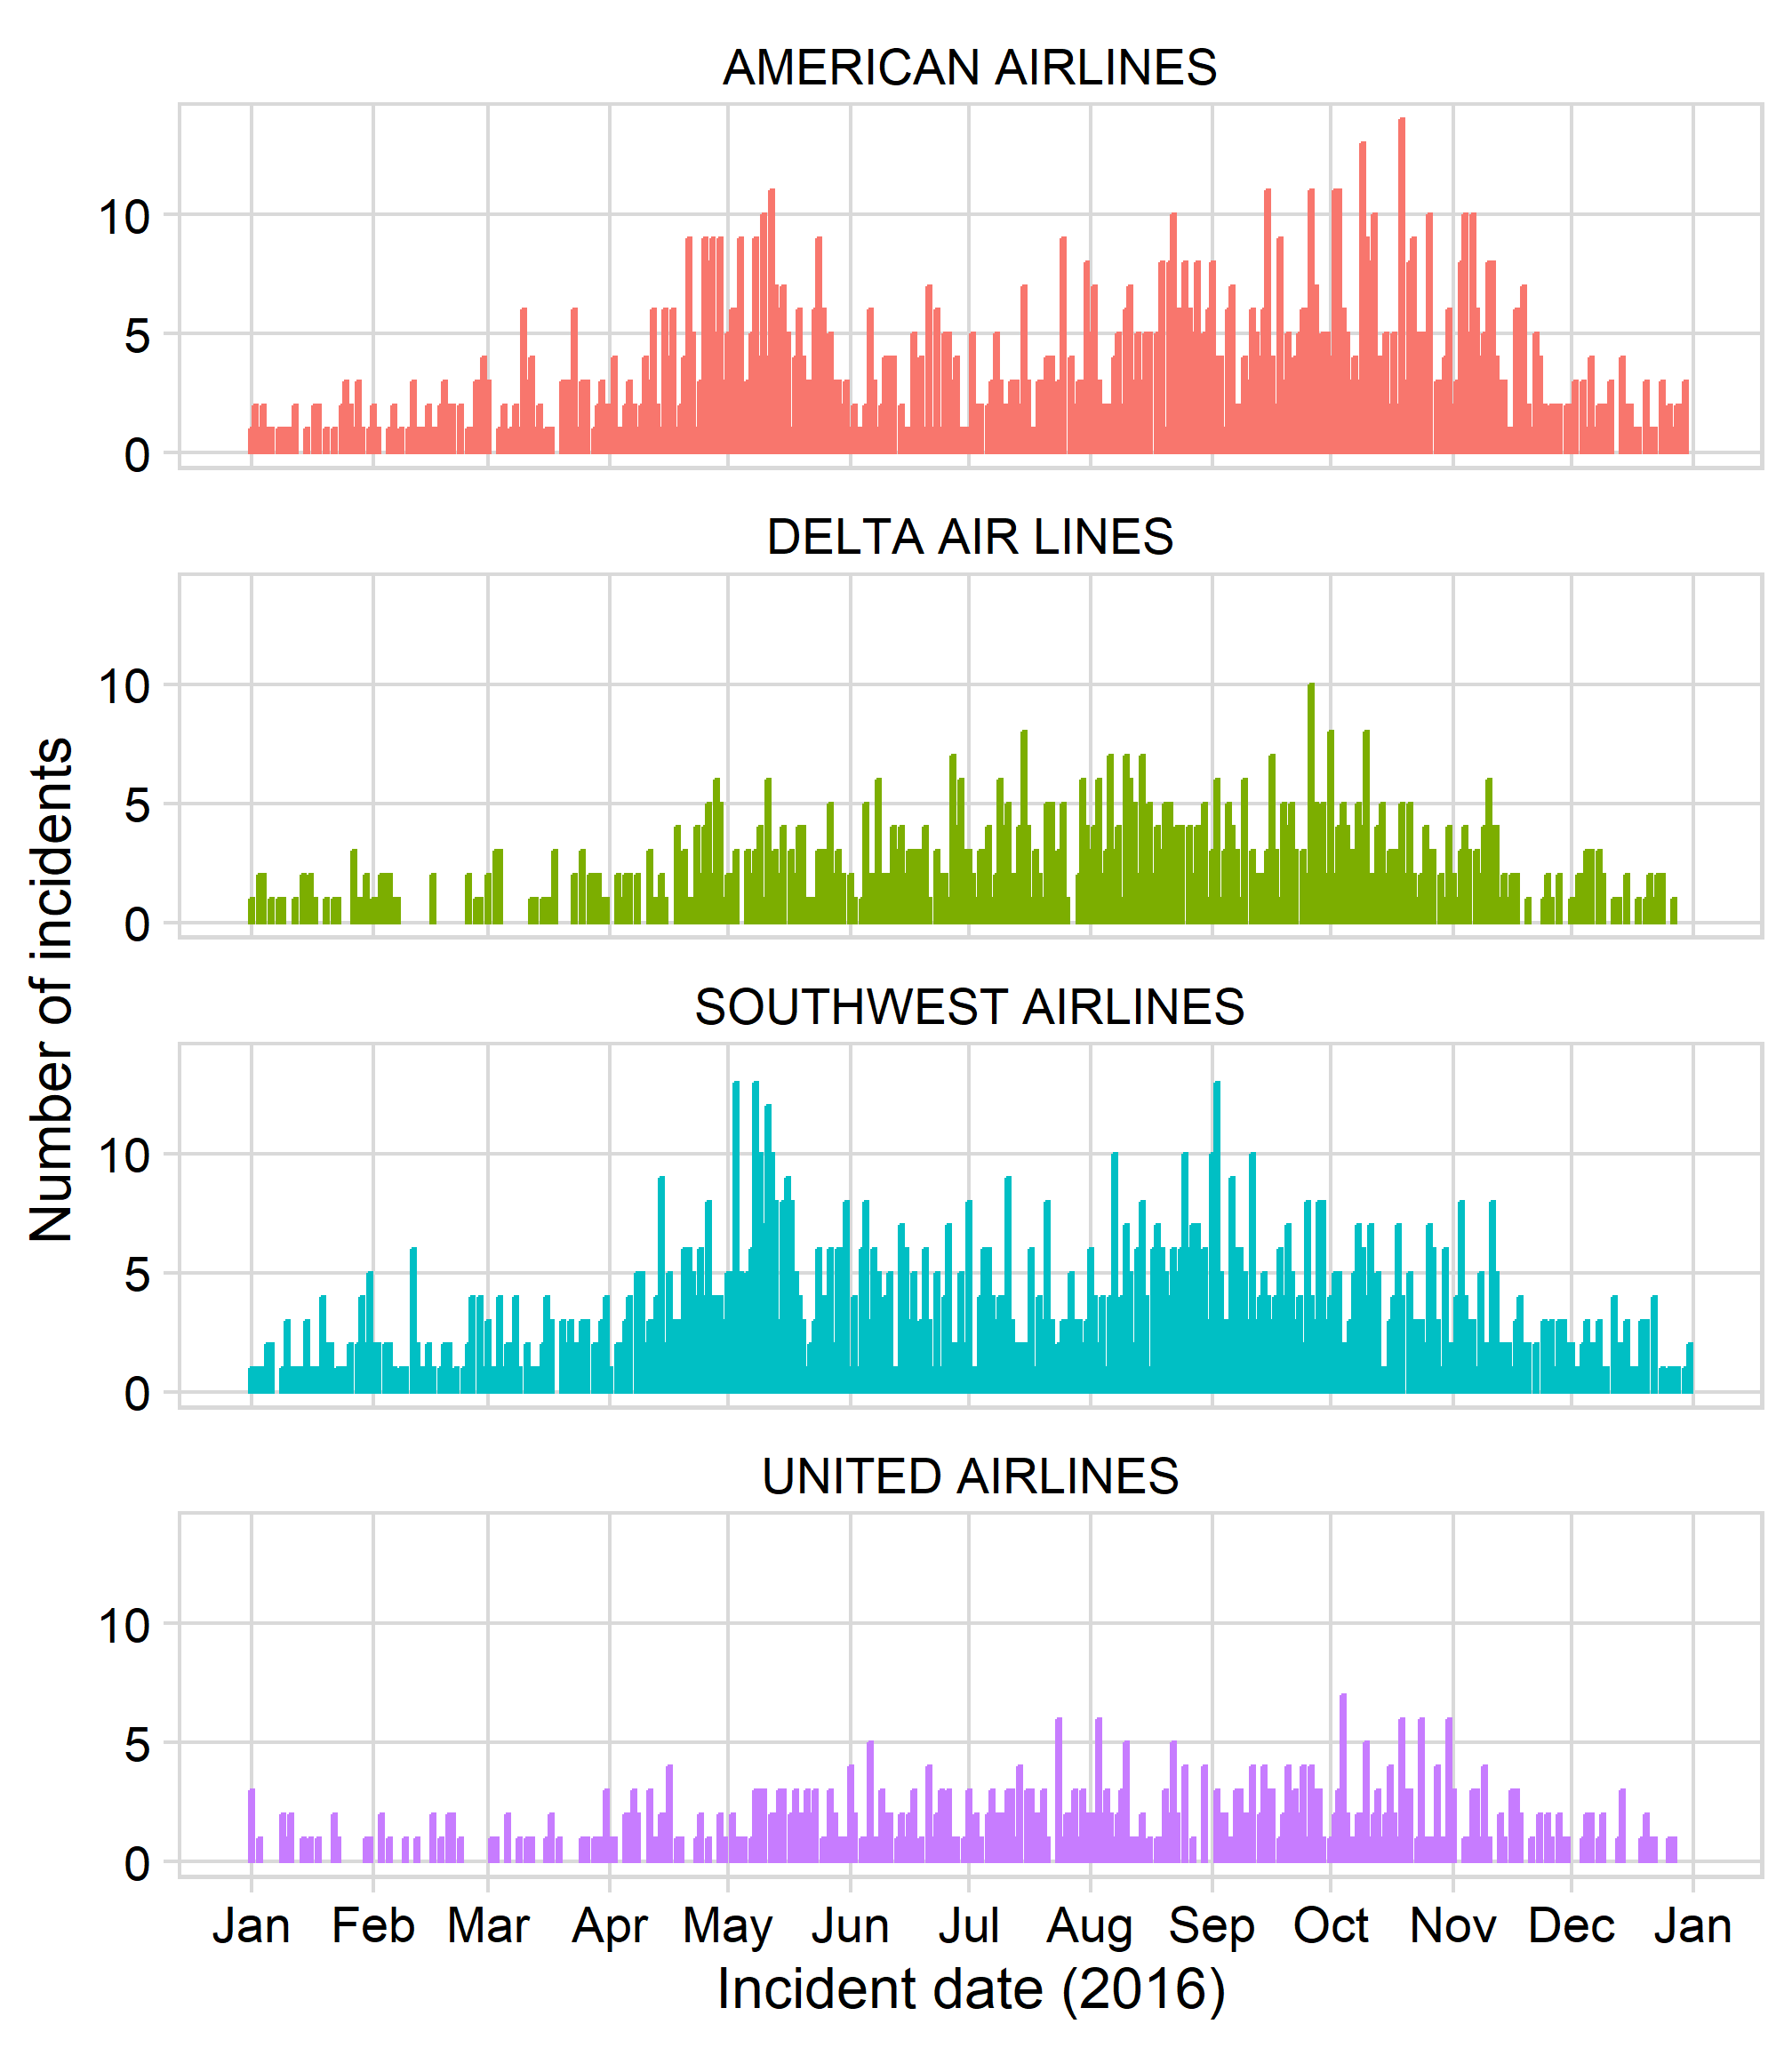 AMERICAN AIRLINES
10
5
0
DELTA AIR LINES
10
5
0
SOUTHWEST AIRLINES
10
5
0
UNITED AIRLINES
10
5
0
Number of incidents
Jan Feb Mar Apr May Jun Jul Aug Sep Oct Nov Dec Jan
Incident date (2016)